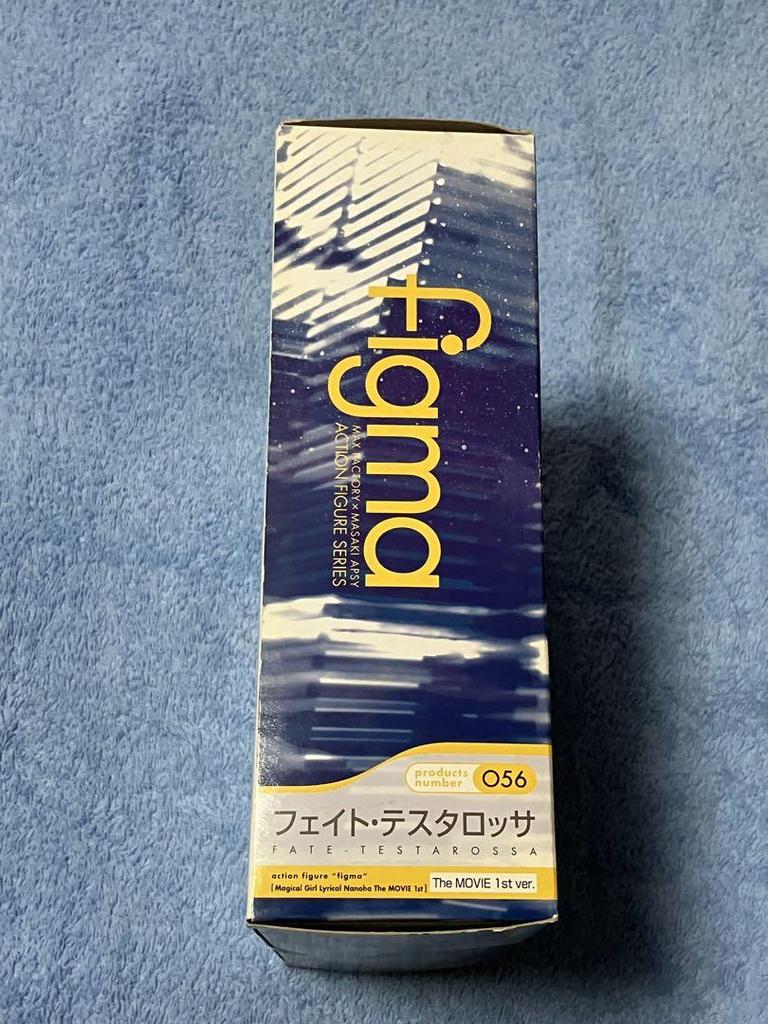 figma
MAX FACTORY × MASAKI APSY
ACTION FIGURE SERIES
products
number
056
フェイト・テスタロッサ
FATE-TESTAROSSA
action figure "figma"
[Magical Girl Lyrical Nanoha The MOVIE 1st]
The MOVIE 1st ver.